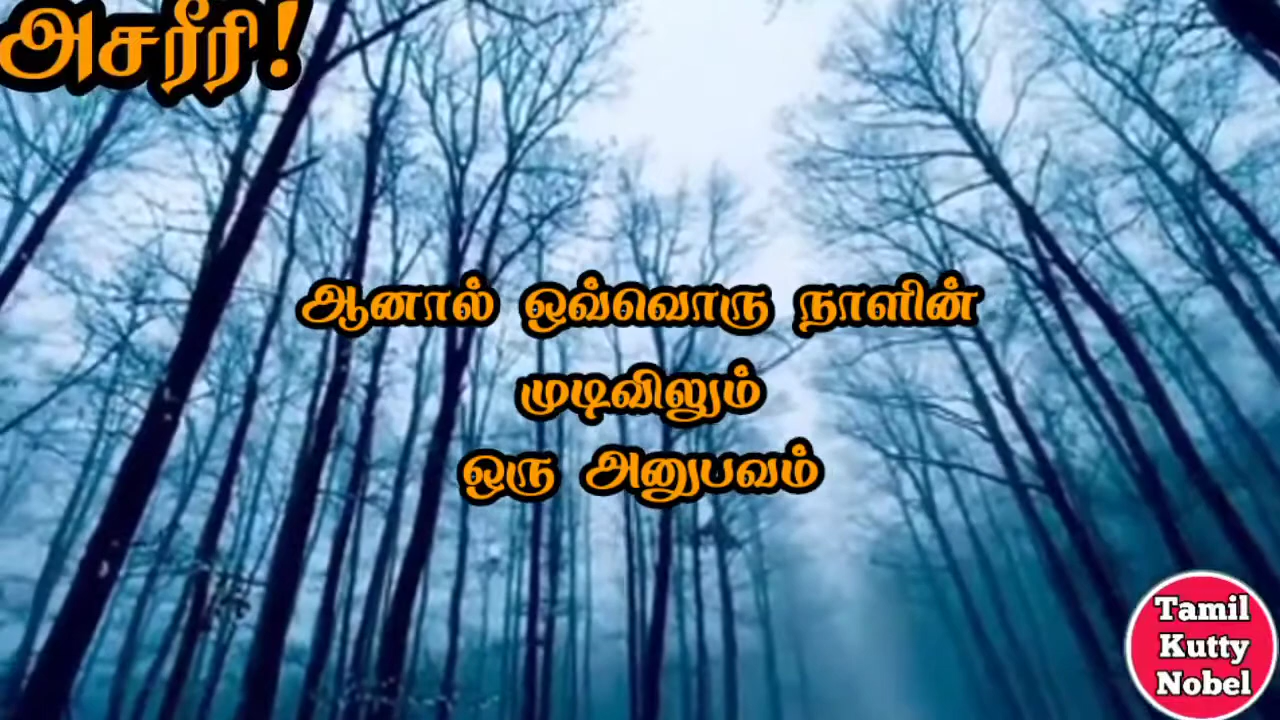 அசரீரி!
ஆனால் ஒவ்வொரு நாளின்
முடிவிலும்
ஒரு அனுபவம்
Tamil
Kutty
Nobel